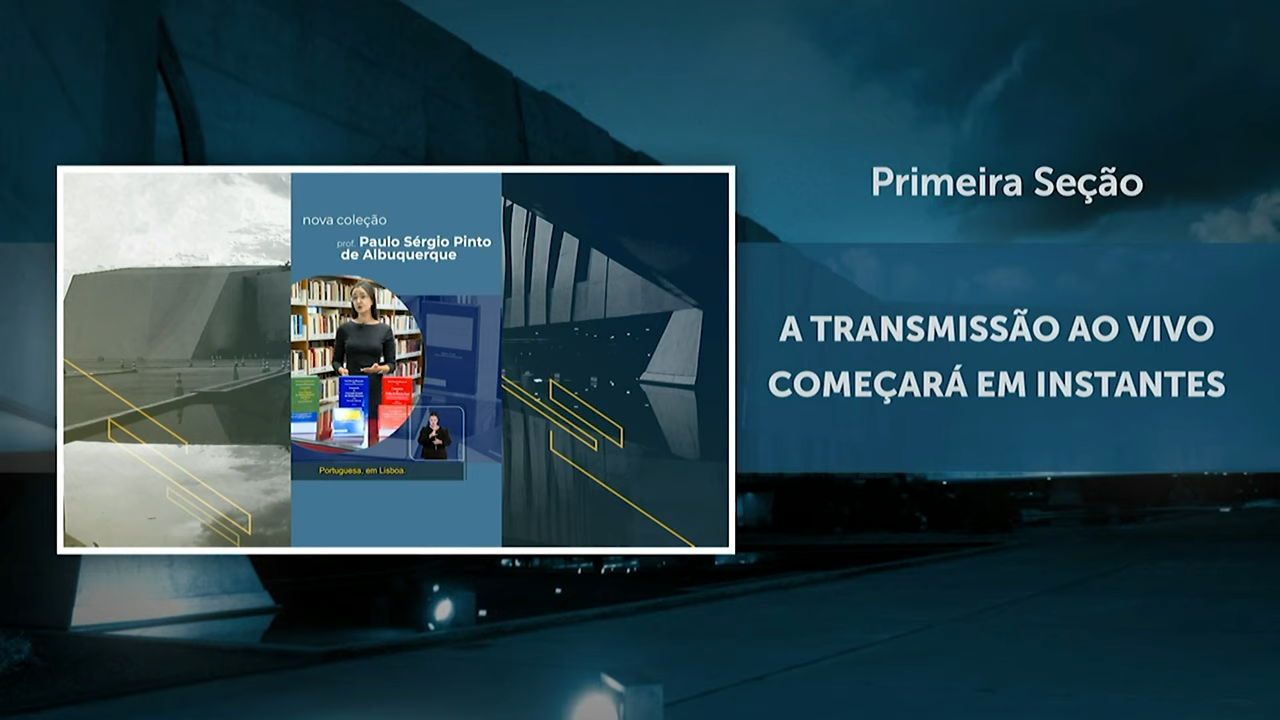 nova coleção
prof. Paulo Sérgio Pinto
de Albuquerque
Portuguesa, em Lisboa.
Primeira Seção
A TRANSMISSÃO AO VIVO
COMEÇARÁ EM INSTANTES